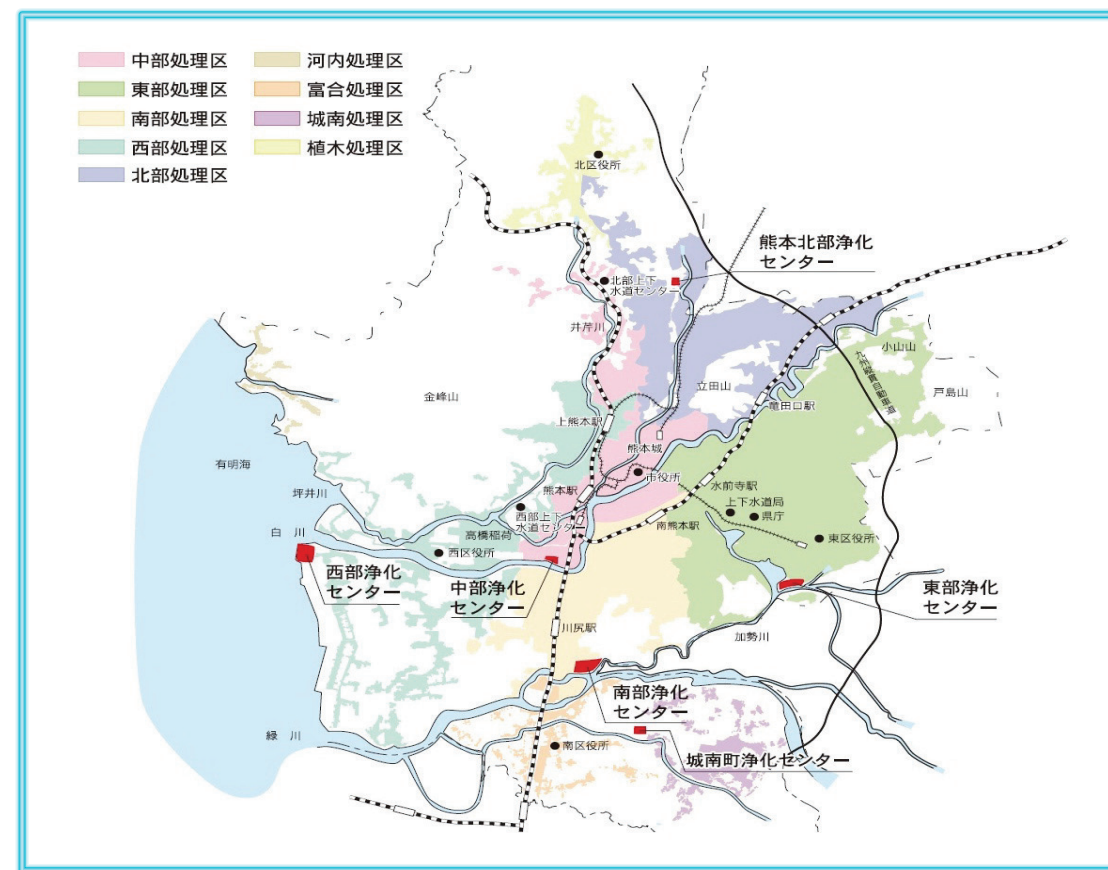 中部処理区
東部処理区
南部処理区
西部処理区
北部処理区
河内処理区
富合処理区
城南処理区
植木処理区
北区役所
熊本北部浄化
センター
北部上下
水道センター
井芹川
小山山
九州縦貫自動車道
戸島山
立田山
金峰山
竜田口駅
上熊本駅
熊本城
有明海
市役所
水前寺駅
熊本駅
坪井川
上下水道局
県庁
西部上下
水道センター
南熊本駅
高橋稲荷
白川
西区役所
東区役所
西部浄化
センター
中部浄化
センター
東部浄化
センター
川尻駅
加勢川
南部浄化
センター
緑川
南区役所
城南町浄化センター